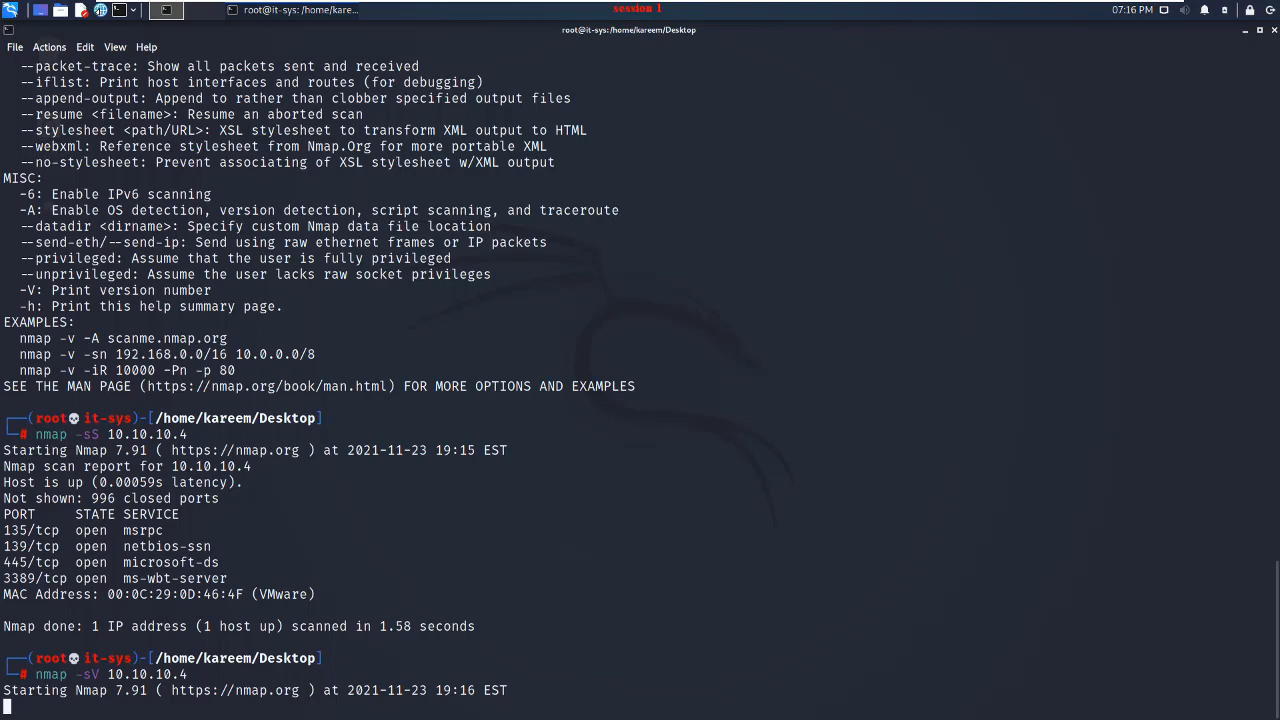 root@it-sys: /home/kare...
session 1
07:16 PM
root@it-sys:/home/kareem/Desktop
File Actions Edit View Help
--packet-trace: Show all packets sent and received
--iflist: Print host interfaces and routes (for debugging)
--append-output: Append to rather than clobber specified output files
--resume <filename>: Resume an aborted scan
--stylesheet <path/URL>: XSL stylesheet to transform XML output to HTML
--webxml: Reference stylesheet from Nmap.Org for more portable XML
--no-stylesheet: Prevent associating of XSL stylesheet w/XML output
MISC:
-6: Enable IPv6 scanning
-A: Enable OS detection, version detection, script scanning, and traceroute
--datadir <dirname>: Specify custom Nmap data file location
--send-eth/--send-ip: Send using raw ethernet frames or IP packets
--privileged: Assume that the user is fully privileged
--unprivileged: Assume the user lacks raw socket privileges
-V: Print version number
-h: Print this help summary page.
EXAMPLES:
nmap -v -A scanme.nmap.org
nmap -v -sn 192.168.0.0/16 10.0.0.0/8
nmap -v -iR 10000 -Pn -p 80
SEE THE MAN PAGE (https://nmap.org/book/man.html) FOR MORE OPTIONS AND EXAMPLES
┌──(root💀it-sys)-[/home/kareem/Desktop]
└─# nmap -sS 10.10.10.4
Starting Nmap 7.91 ( https://nmap.org ) at 2021-11-23 19:15 EST
Nmap scan report for 10.10.10.4
Host is up (0.00059s latency).
Not shown: 996 closed ports
PORT STATE SERVICE
135/tcp open msrpc
139/tcp open netbios-ssn
445/tcp open microsoft-ds
3389/tcp open ms-wbt-server
MAC Address: 00:0C:29:0D:46:4F (VMware)
Nmap done: 1 IP address (1 host up) scanned in 1.58 seconds
┌──(root💀it-sys)-[/home/kareem/Desktop]
└─# nmap -sV 10.10.10.4
Starting Nmap 7.91 ( https://nmap.org ) at 2021-11-23 19:16 EST